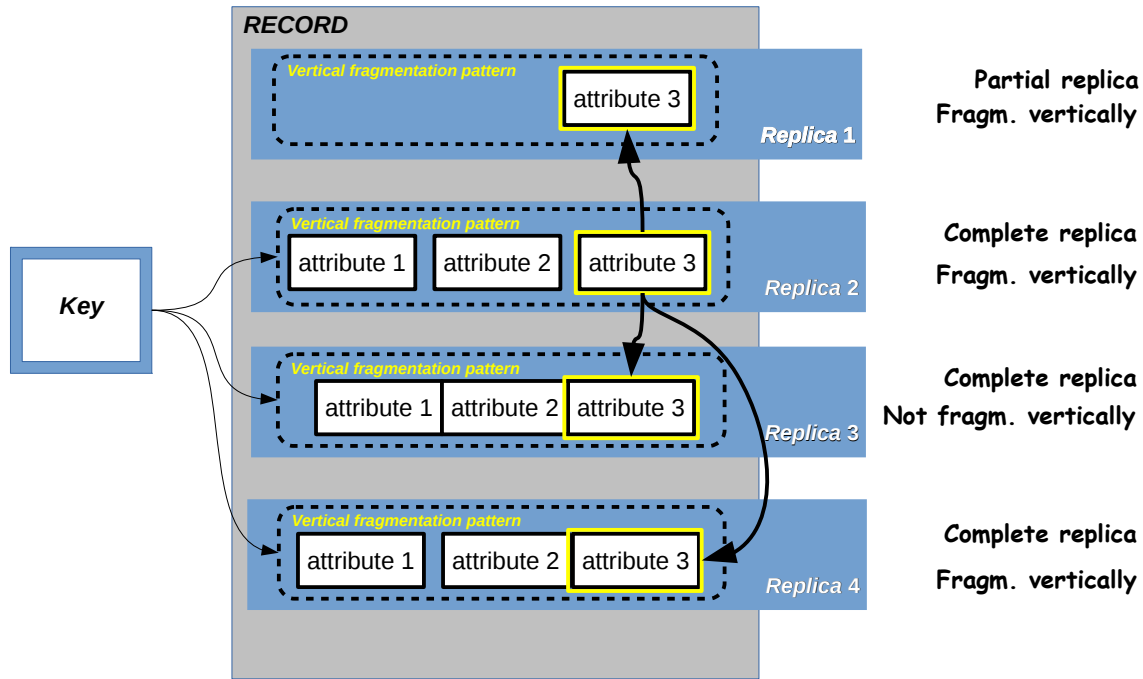 RECORD
Vertical fragmentation pattern
attribute 3
Replica 1
Partial replica
Fragm. vertically
Vertical fragmentation pattern
attribute 1 attribute 2 attribute 3
Replica 2
Complete replica
Fragm. vertically
Key
Vertical fragmentation pattern
attribute 1 attribute 2 attribute 3
Replica 3
Complete replica
Not fragm. vertically
Vertical fragmentation pattern
attribute 1 attribute 2 attribute 3
Replica 4
Complete replica
Fragm. vertically